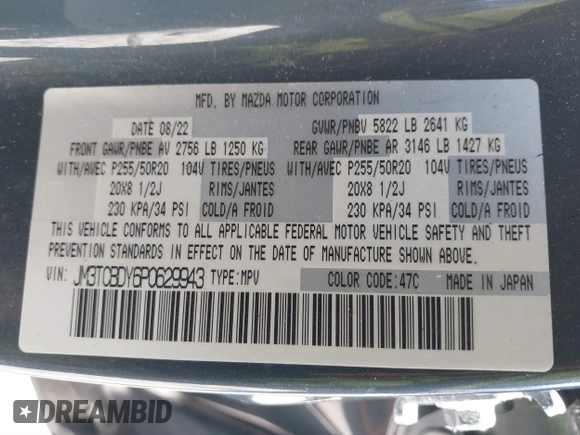 MFD. BY MAZDA MOTOR CORPORATION
DATE 08/22 GVWR/PNBV 5822 LB 2641 KG
FRONT GAWR/PNBE AV 2756 LB 1250 KG REAR GAWR/PNBE AR 3146 LB 1427 KG
WITH/AVEC P255/50R20 104V TIRES/PNEUS WITH/AVEC P255/50R20 104V TIRES/PNEUS
20X8 1/2J RIMS/JANTES 20X8 1/2J RIMS/JANTES
230 KPA/34 PSI COLD/A FROID 230 KPA/34 PSI COLD/A FROID
THIS VEHICLE CONFORMS TO ALL APPLICABLE FEDERAL MOTOR VEHICLE SAFETY AND THEFT
PREVENTION STANDARDS IN EFFECT ON THE DATE OF MANUFACTURE SHOWN ABOVE.
VIN: JM3TCBDY6P0629943 TYPE:MPV COLOR CODE:47C MADE IN JAPAN
DREAMBID